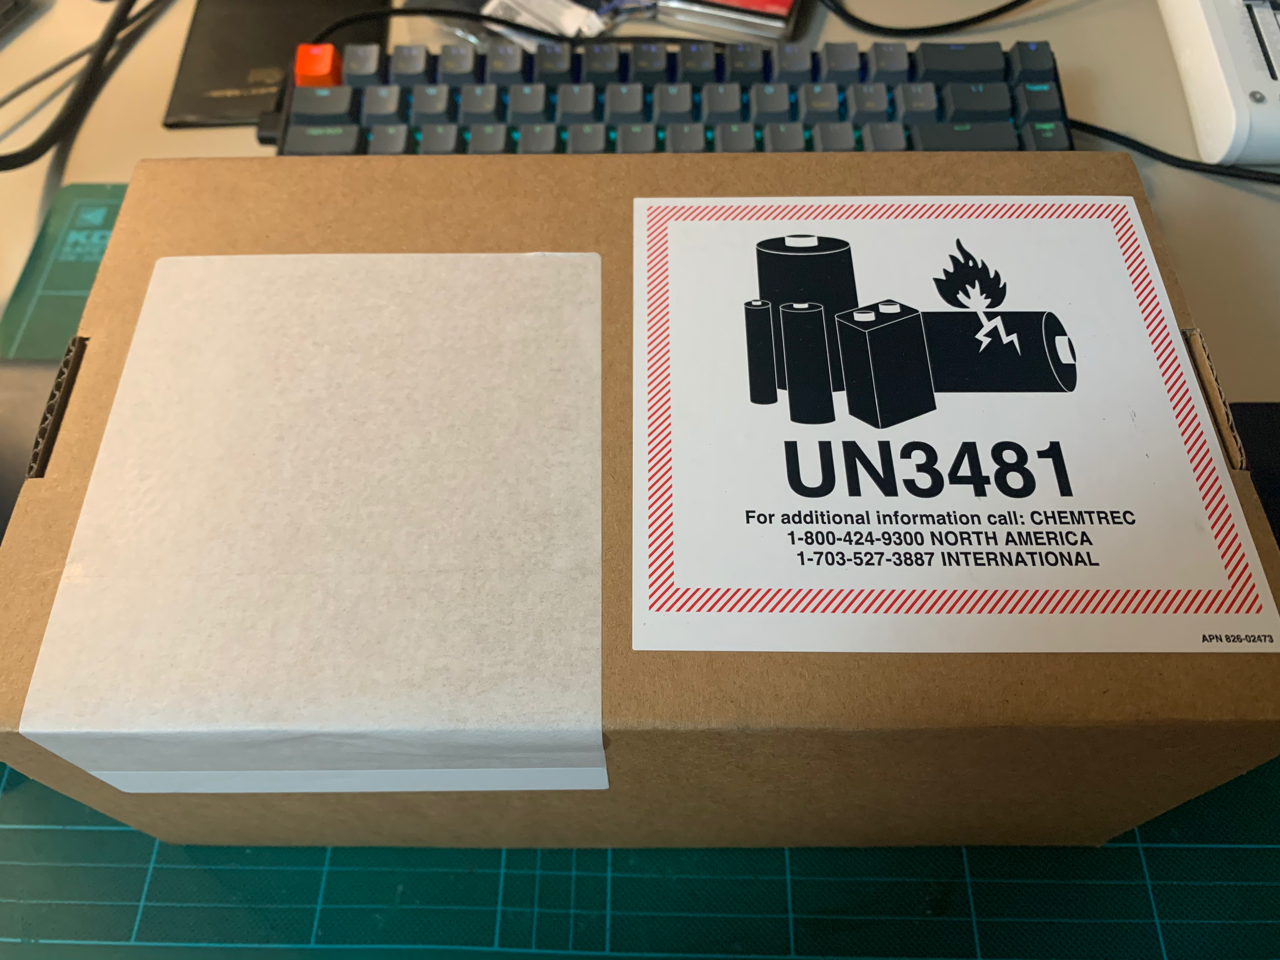 UN3481
For additional information call: CHEMTREC
1-800-424-9300 NORTH AMERICA
1-703-527-3887 INTERNATIONAL
APN 826-02473